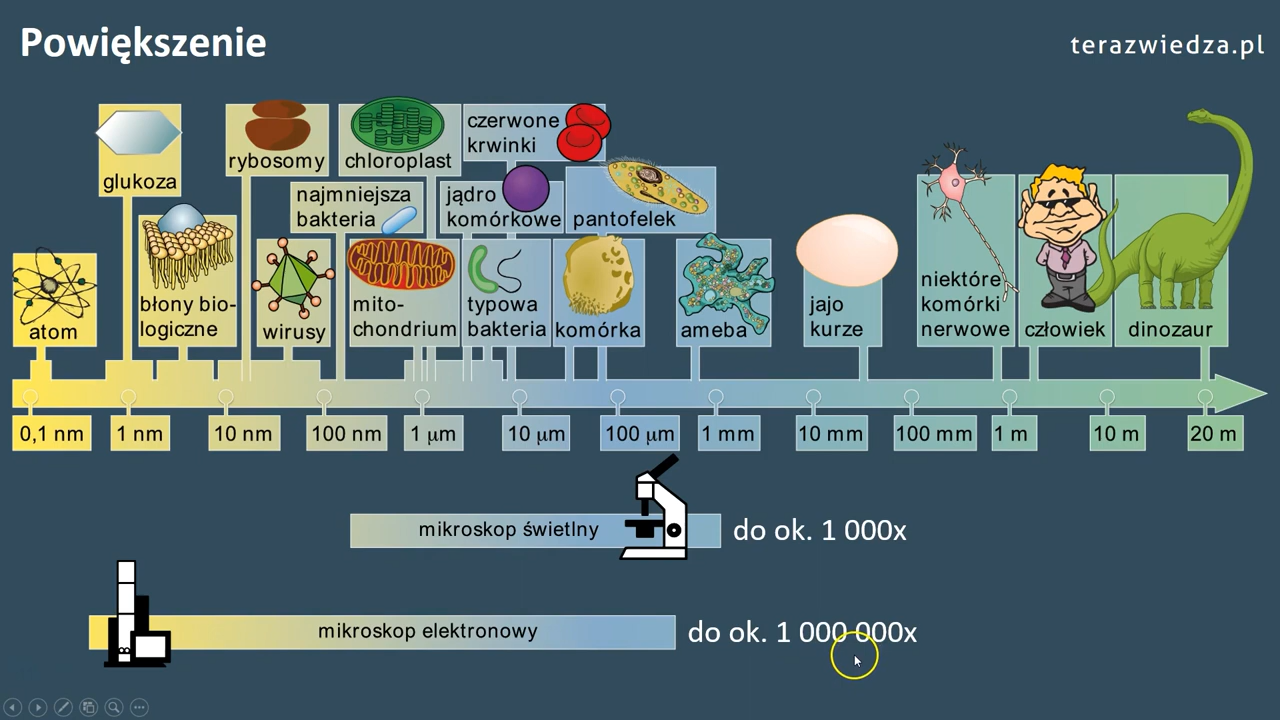 Powiększenie
terazwiedza.pl
glukoza
rybosomy
chloroplast
czerwone
krwinki
najmniejsza
bakteria
jądro
komórkowe
pantofelek
atom
błony bio-
logiczne
wirusy
mito-
chondrium
typowa
bakteria
komórka
ameba
jajo
kurze
niektóre
komórki
nerwowe
człowiek
dinozaur
0,1 nm
1 nm
10 nm
100 nm
1 μm
10 μm
100 μm
1 mm
10 mm
100 mm
1 m
10 m
20 m
mikroskop świetlny
do ok. 1 000x
mikroskop elektronowy
do ok. 1 000 000x